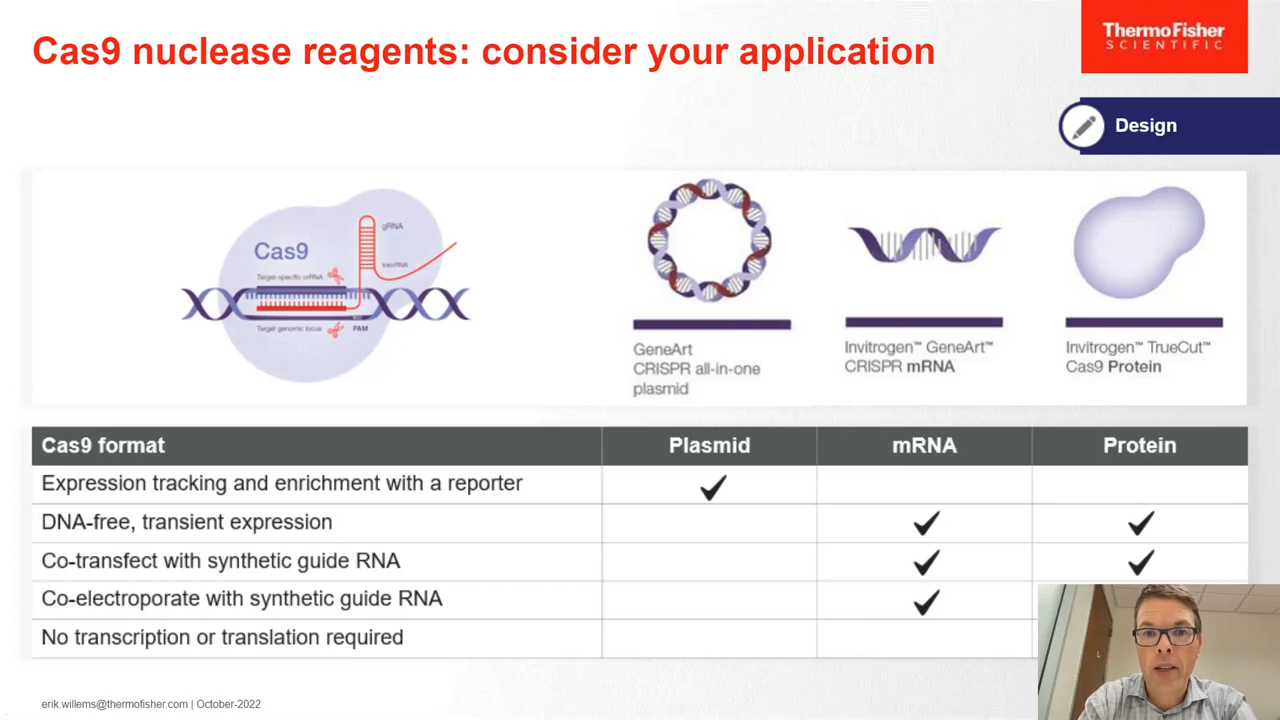 Cas9 nuclease reagents: consider your application
ThermoFisher
SCIENTIFIC
Design
Cas9
gRNA
tracrRNA
Target-specific crRNA
Target genomic locus
PAM
GeneArt
CRISPR all-in-one
plasmid
Invitrogen™ GeneArt™
CRISPR mRNA
Invitrogen™ TrueCut™
Cas9 Protein
Cas9 format Plasmid mRNA Protein
Expression tracking and enrichment with a reporter ✓
DNA-free, transient expression ✓ ✓
Co-transfect with synthetic guide RNA ✓ ✓
Co-electroporate with synthetic guide RNA ✓
No transcription or translation required
erik.willems@thermofisher.com | October-2022